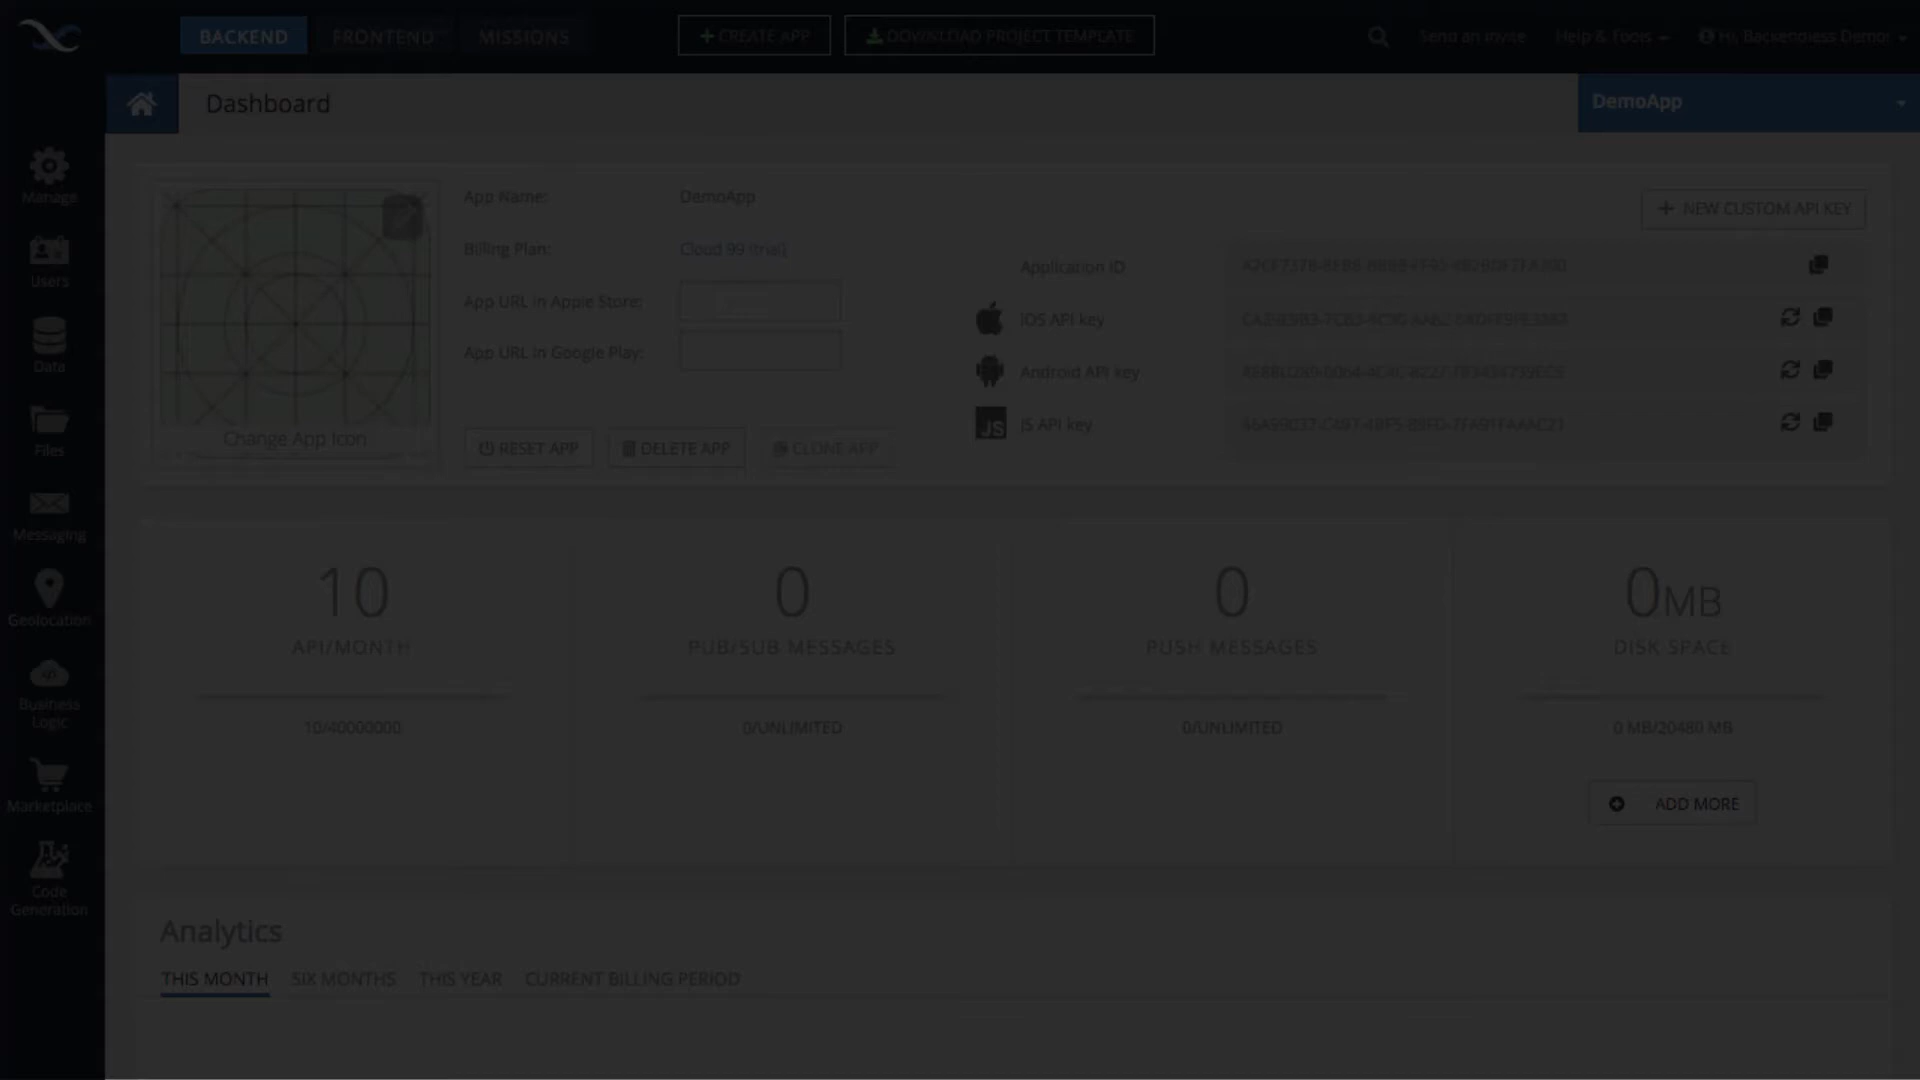 BACKEND
FRONTEND
MISSIONS
CREATE APP
DOWNLOAD PROJECT TEMPLATE
Send an Invite
Help & Tools
Hi, Backendless Demo!
Dashboard
DemoApp
Manage
Users
Data
Files
Messaging
Geolocation
Business
Logic
Marketplace
Code
Generation
Change App Icon
App Name:
DemoApp
Billing Plan:
Cloud 99 (trial)
App URL in Apple Store:
App URL in Google Play:
RESET APP
DELETE APP
CLONE APP
NEW CUSTOM API KEY
Application ID
iOS API key
Android API key
JS
JS API key
10
API/MONTH
10/40000000
0
PUB/SUB MESSAGES
0/UNLIMITED
0
PUSH MESSAGES
0/UNLIMITED
0MB
DISK SPACE
0 MB/20480 MB
ADD MORE
Analytics
THIS MONTH
SIX MONTHS
THIS YEAR
CURRENT BILLING PERIOD